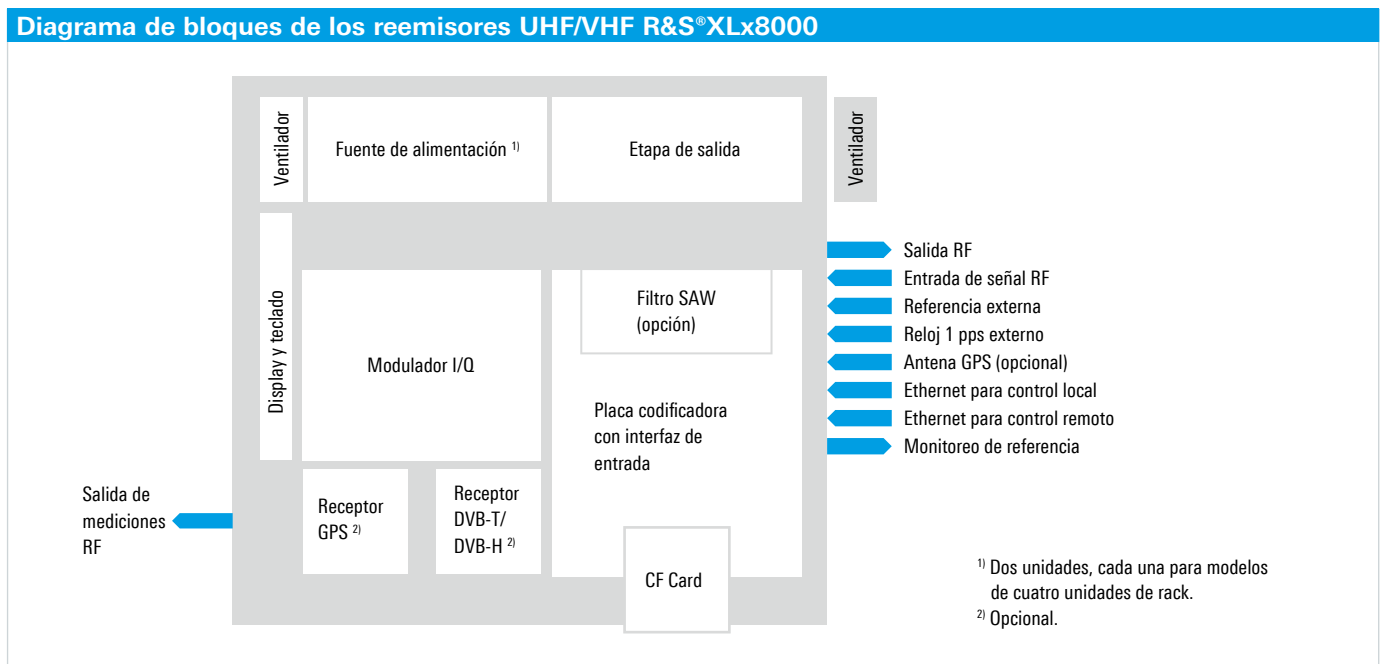 Diagrama de bloques de los reemisores UHF/VHF R&S®XLx8000
Ventilador
Fuente de alimentación 1)
Etapa de salida
Ventilador
Display y teclado
Modulador I/Q
Filtro SAW
(opción)
Placa codificadora
con interfaz de
entrada
Salida RF
Entrada de señal RF
Referencia externa
Reloj 1 pps externo
Antena GPS (opcional)
Ethernet para control local
Ethernet para control remoto
Monitoreo de referencia
Salida de
mediciones
RF
Receptor
GPS 2)
Receptor
DVB-T/
DVB-H 2)
CF Card
1) Dos unidades, cada una para modelos
de cuatro unidades de rack.
2) Opcional.